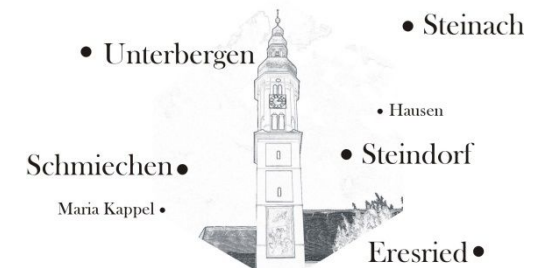 Steinach
Unterbergen
Hausen
Steindorf
Schmiechen
Maria Kappel
Eresried